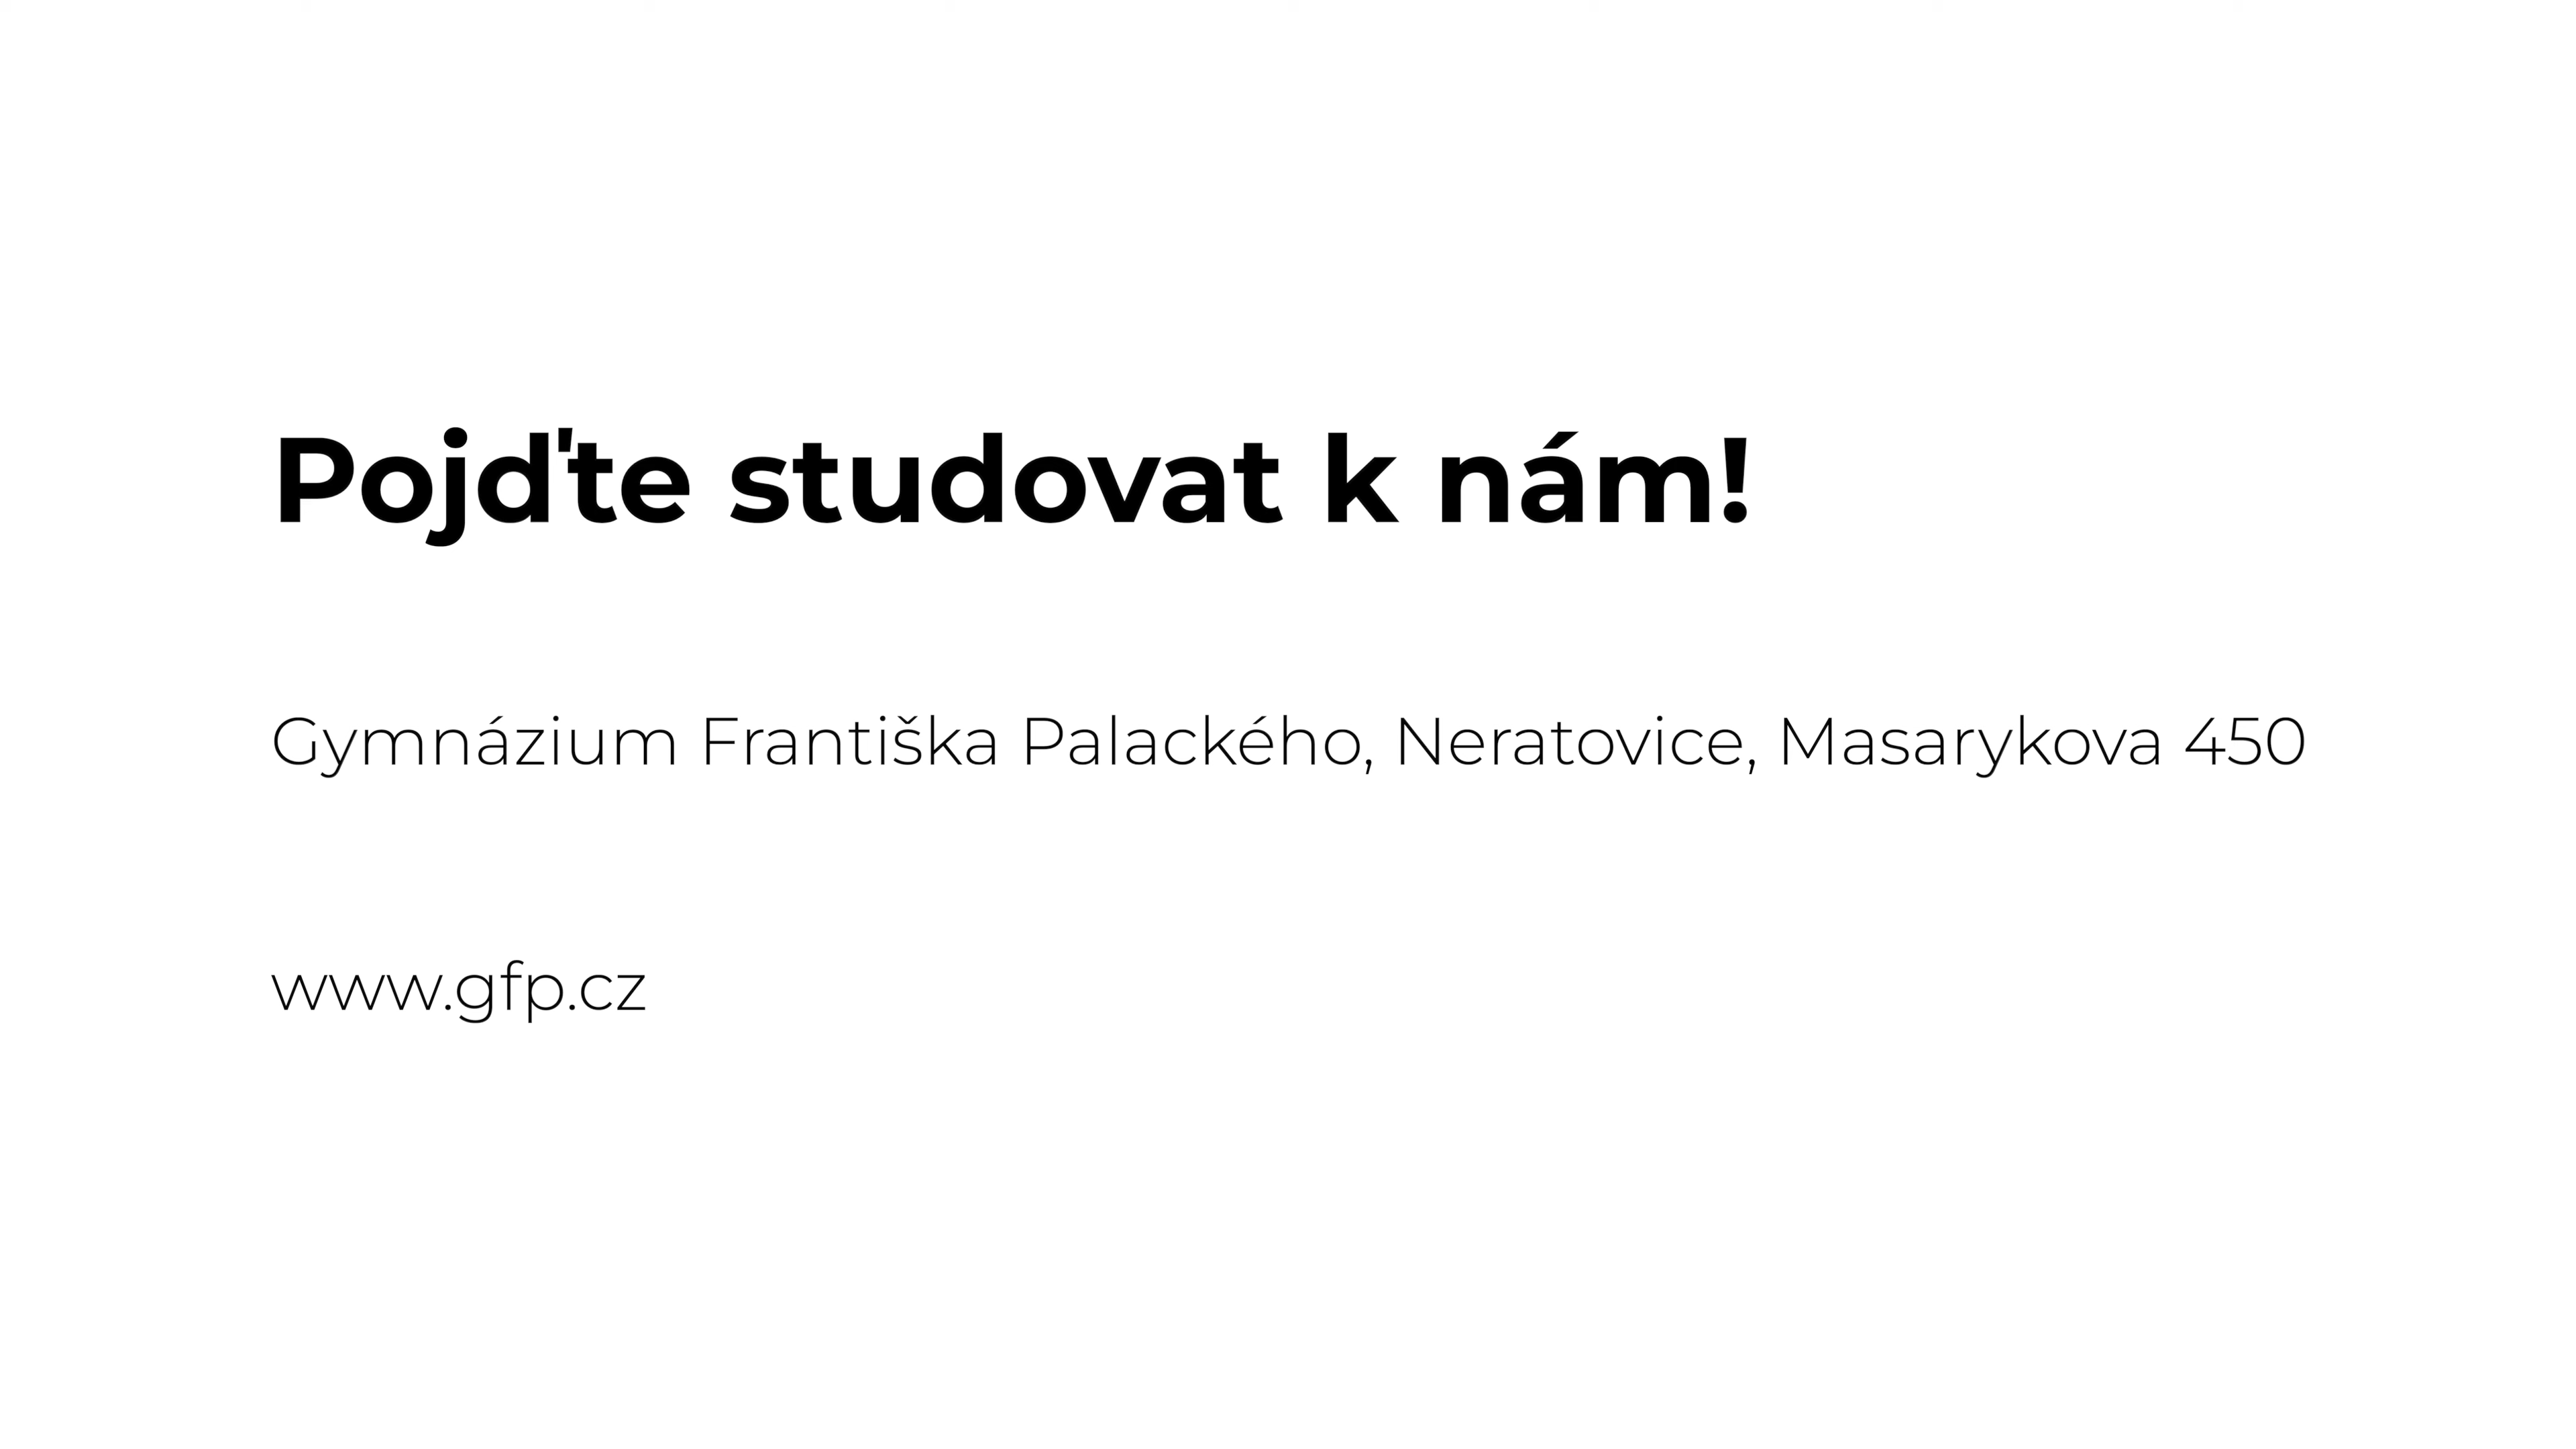 Pojďte studovat k nám!
Gymnázium Františka Palackého, Neratovice, Masarykova 450
www.gfp.cz